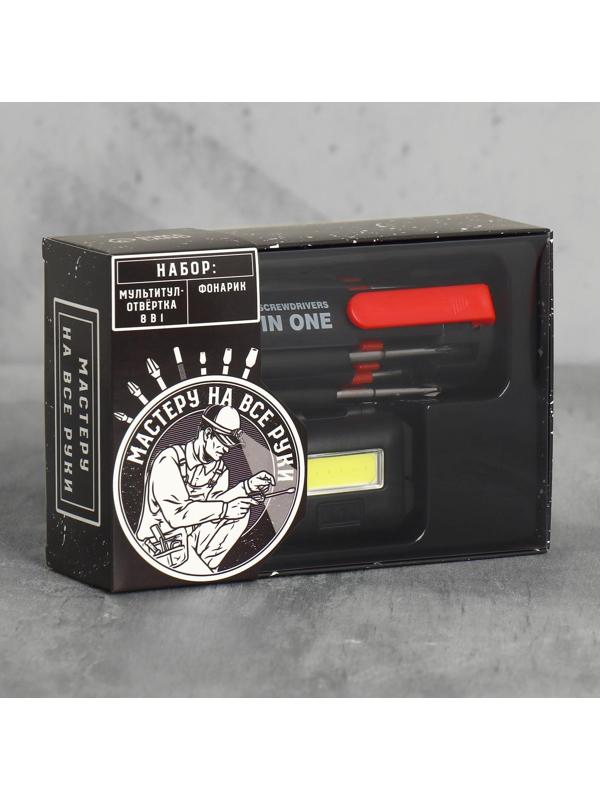 НАБОР:
МУЛЬТИТУЛ-
ОТВЁРТКА
8 В 1
ФОНАРИК
SCREWDRIVERS
IN ONE
МАСТЕРУ НА ВСЕ РУКИ
МАСТЕРУ
НА ВСЕ РУКИ